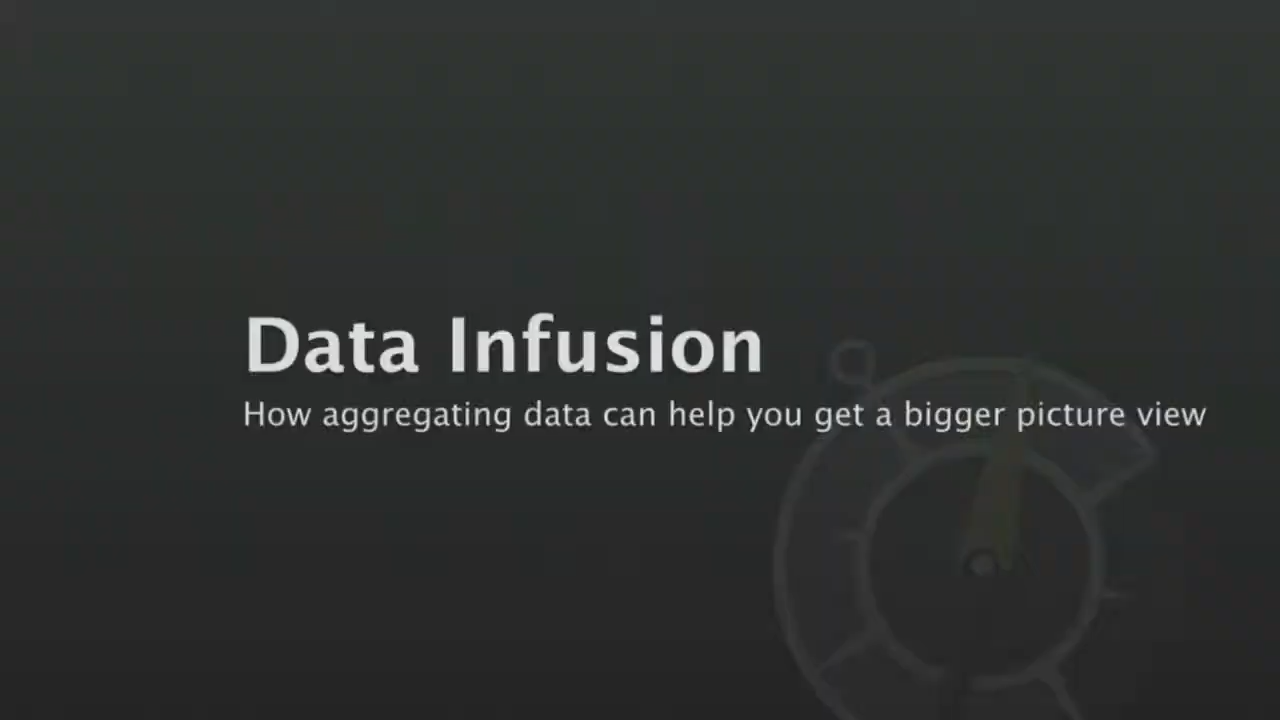 Data Infusion
How aggregating data can help you get a bigger picture view